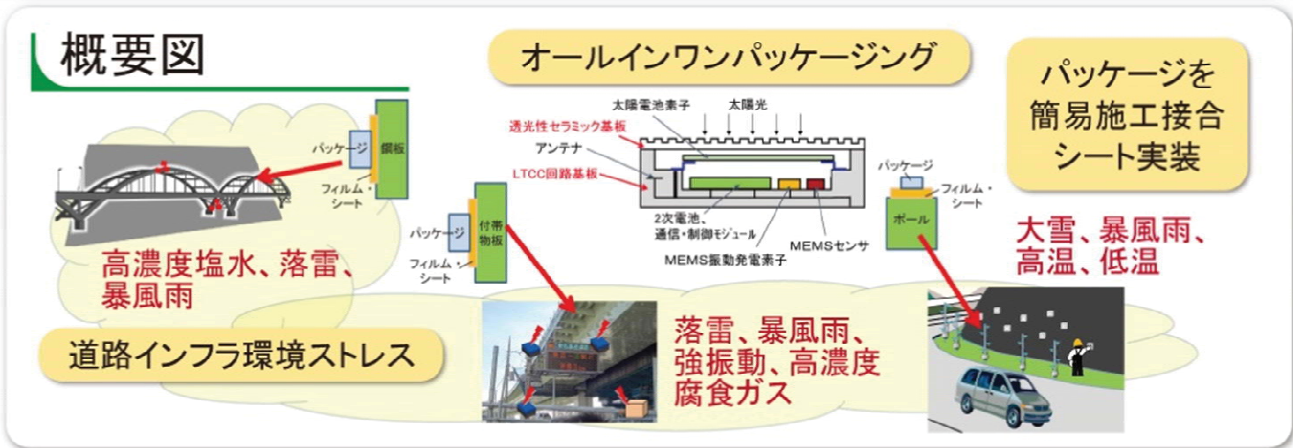 概要図
オールインワンパッケージング
パッケージを
簡易施工接合
シート実装
パッケージ
鋼板
フィルム・
シート
高濃度塩水、落雷、
暴風雨
道路インフラ環境ストレス
パッケージ
付帯
物板
フィルム・
シート
太陽電池素子
太陽光
透光性セラミック基板
アンテナ
LTCC回路基板
2次電池、
通信・制御モジュール
MEMS振動発電素子
MEMSセンサ
パッケージ
フィルム・
シート
ポール
落雷、暴風雨、
強振動、高濃度
腐食ガス
大雪、暴風雨、
高温、低温